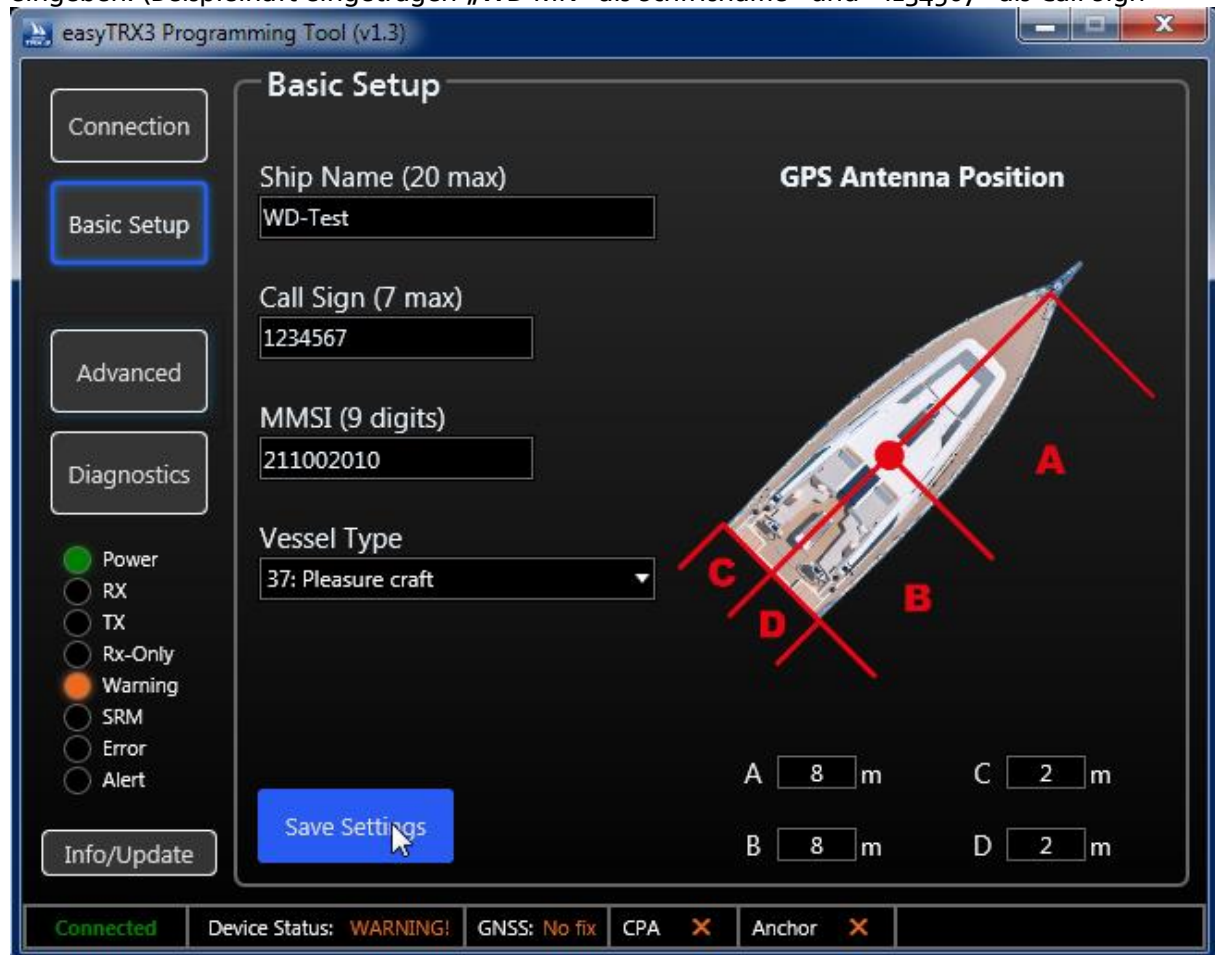 easyTRX3 Programming Tool (v1.3)
Connection
Basic Setup
Advanced
Diagnostics
Power
RX
TX
Rx-Only
Warning
SRM
Error
Alert
Info/Update
Basic Setup
Ship Name (20 max)
WD-Test
Call Sign (7 max)
1234567
MMSI (9 digits)
211002010
Vessel Type
37: Pleasure craft
Save Settings
GPS Antenna Position
A
B
C
D
A 8 m C 2 m
B 8 m D 2 m
Connected Device Status: WARNING! GNSS: No fix CPA Anchor